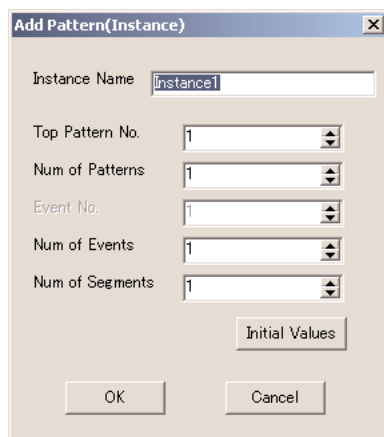 Add Pattern(Instance)
Instance Name Instance1
Top Pattern No. 1
Num of Patterns 1
Event No. 1
Num of Events 1
Num of Segments 1
Initial Values
OK Cancel